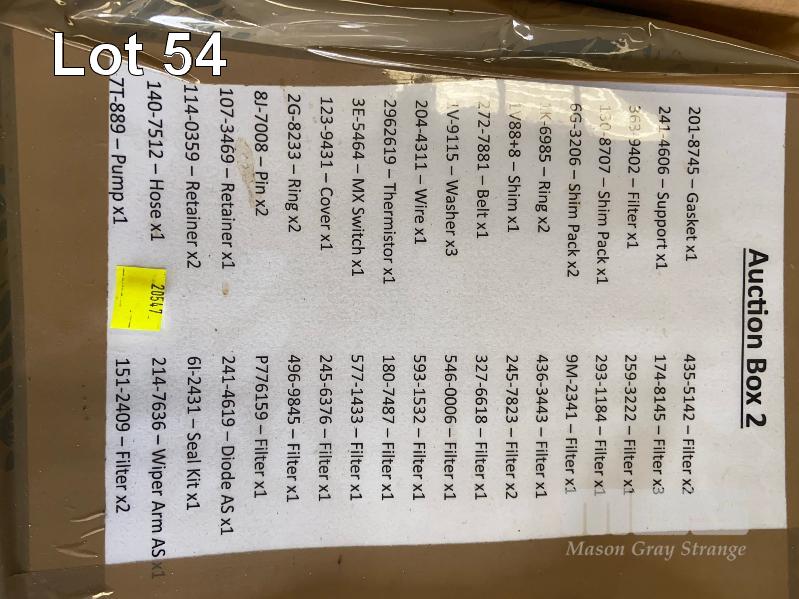 Lot 54
Auction Box 2
201-8745 – Gasket x1
241-4606 – Support x1
363-9402 – Filter x1
130-8707 – Shim Pack x1
6G-3206 – Shim Pack x2
1K-6985 – Ring x2
1V88+8 – Shim x1
272-7881 – Belt x1
1V-9115 – Washer x3
204-4311 – Wire x1
2962619 – Thermistor x1
3E-5464 – MX Switch x1
123-9431 – Cover x1
2G-8233 – Ring x2
8J-7008 – Pin x2
107-3469 – Retainer x1
114-0359 – Retainer x2
140-7512 – Hose x1
7T-889 – Pump x1
435-5142 – Filter x2
174-8145 – Filter x3
259-3222 – Filter x1
293-1184 – Filter x1
9M-2341 – Filter x1
436-3443 – Filter x1
245-7823 – Filter x2
327-6618 – Filter x1
546-0006 – Filter x1
593-1532 – Filter x1
180-7487 – Filter x1
577-1433 – Filter x1
245-6376 – Filter x1
496-9845 – Filter x1
P776159 – Filter x1
241-4619 – Diode AS x1
6I-2431 – Seal Kit x1
214-7636 – Wiper Arm AS x1
151-2409 – Filter x2
20547
Mason Gray Strange